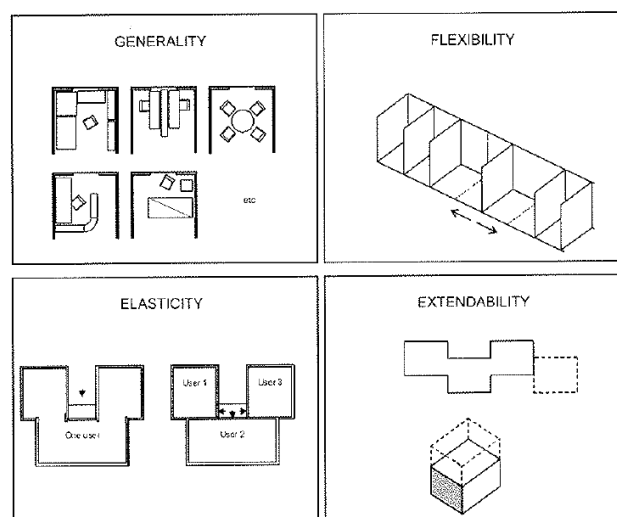 GENERALITY
FLEXIBILITY
etc
ELASTICITY
EXTENDABILITY
User 1
User 3
One user
User 2